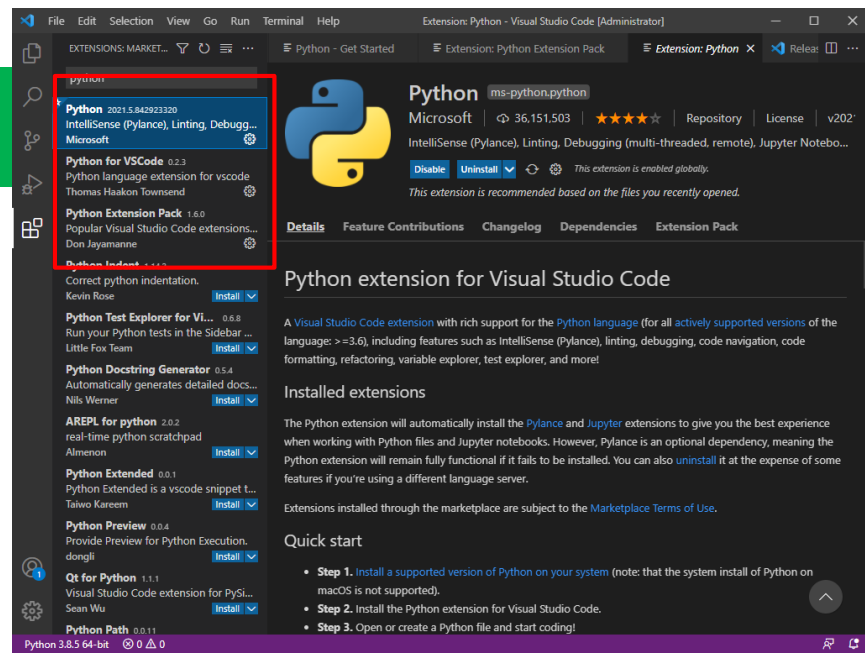 File Edit Selection View Go Run Terminal Help
Extension: Python - Visual Studio Code [Administrator]
EXTENSIONS: MARKET...
Python - Get Started
Extension: Python Extension Pack
Extension: Python
Releas
python
Python 2021.5.842923320
IntelliSense (Pylance), Linting, Debugg...
Microsoft
Python for VSCode 0.2.3
Python language extension for vscode
Thomas Haakon Townsend
Python Extension Pack 1.6.0
Popular Visual Studio Code extensions...
Don Jayamanne
Python Indent
Correct python indentation.
Kevin Rose Install
Python Test Explorer for Vi... 0.6.8
Run your Python tests in the Sidebar ...
Little Fox Team Install
Python Docstring Generator 0.5.4
Automatically generates detailed docs...
Nils Werner Install
AREPL for python 2.0.2
real-time python scratchpad
Almenon Install
Python Extended 0.0.1
Python Extended is a vscode snippet t...
Taiwo Kareem Install
Python Preview 0.0.4
Provide Preview for Python Execution.
dongli Install
Qt for Python 1.1.1
Visual Studio Code extension for PySi...
Sean Wu Install
Python Path 0.0.11
Python ms-python.python
Microsoft 36,151,503 Repository License v202
IntelliSense (Pylance), Linting, Debugging (multi-threaded, remote), Jupyter Notebo...
Disable Uninstall This extension is enabled globally.
This extension is recommended based on the files you recently opened.
Details Feature Contributions Changelog Dependencies Extension Pack
Python extension for Visual Studio Code
A Visual Studio Code extension with rich support for the Python language (for all actively supported versions of the
language: >=3.6), including features such as IntelliSense (Pylance), linting, debugging, code navigation, code
formatting, refactoring, variable explorer, test explorer, and more!
Installed extensions
The Python extension will automatically install the Pylance and Jupyter extensions to give you the best experience
when working with Python files and Jupyter notebooks. However, Pylance is an optional dependency, meaning the
Python extension will remain fully functional if it fails to be installed. You can also uninstall it at the expense of some
features if you're using a different language server.
Extensions installed through the marketplace are subject to the Marketplace Terms of Use.
Quick start
• Step 1. Install a supported version of Python on your system (note: that the system install of Python on
macOS is not supported).
• Step 2. Install the Python extension for Visual Studio Code.
• Step 3. Open or create a Python file and start coding!
1
Python 3.8.5 64-bit 0 0